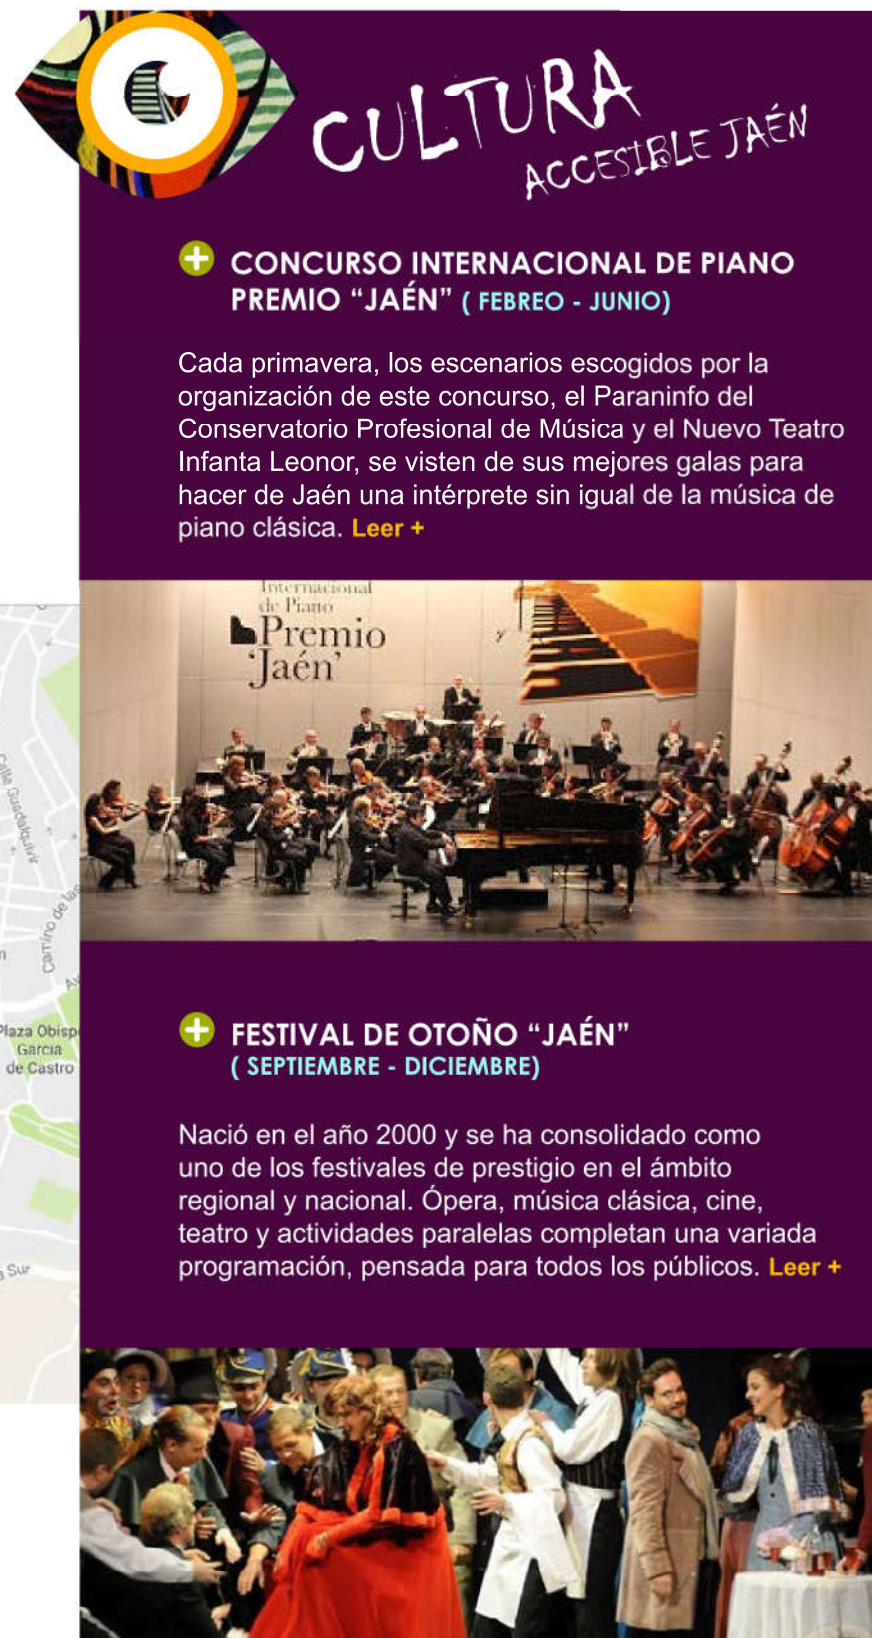 CULTURA
ACCESIBLE JAÉN
CONCURSO INTERNACIONAL DE PIANO
PREMIO “JAÉN” ( FEBREO - JUNIO)
Cada primavera, los escenarios escogidos por la
organización de este concurso, el Paraninfo del
Conservatorio Profesional de Música y el Nuevo Teatro
Infanta Leonor, se visten de sus mejores galas para
hacer de Jaén una intérprete sin igual de la música de
piano clásica. Leer +
Internacional
de Piano
Premio
‘Jaén’
y
Calle Guadalquivir
Camino de las
Plaza Obispo
Garcia
de Castro
Sur
FESTIVAL DE OTOÑO “JAÉN”
( SEPTIEMBRE - DICIEMBRE)
Nació en el año 2000 y se ha consolidado como
uno de los festivales de prestigio en el ámbito
regional y nacional. Ópera, música clásica, cine,
teatro y actividades paralelas completan una variada
programación, pensada para todos los públicos. Leer +